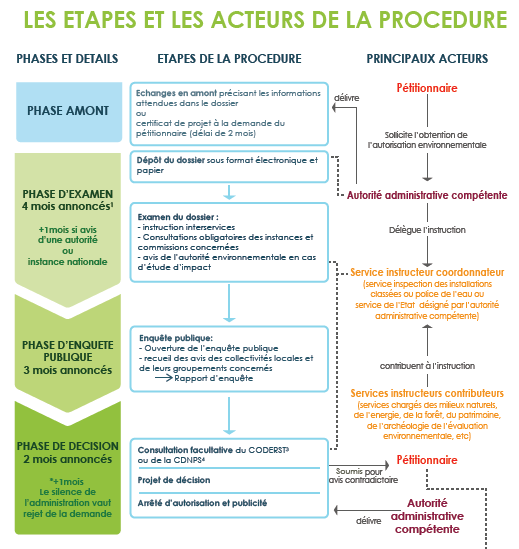 LES ETAPES ET LES ACTEURS DE LA PROCEDURE
PHASES ET DETAILS
ETAPES DE LA PROCEDURE
PRINCIPAUX ACTEURS
PHASE AMONT
Echanges en amont précisant les informations
attendues dans le dossier
ou
certificat de projet à la demande du
pétitionnaire (délai de 2 mois)
délivre
Pétitionnaire
Sollicite l'obtention de
l'autorisation environnementale
Dépôt du dossier sous format électronique et
papier
Autorité administrative compétente
PHASE D'EXAMEN
4 mois annoncés¹
+1mois si avis
d'une autorité
ou
instance nationale
Examen du dossier :
- instruction interservices
- Consultations obligatoires des instances et
commissions concernées
- avis de l'autorité environnementale en cas
d'étude d'impact
Délègue l'instruction
Service instructeur coordonnateur
(service inspection des installations
classées ou police de l'eau ou
service de l'Etat désigné par l'autorité
administrative compétente)
PHASE D'ENQUETE
PUBLIQUE
3 mois annoncés
Enquête publique:
- Ouverture de l'enquête publique
- recueil des avis des collectivités locales et
de leurs groupements concernés
Rapport d'enquête
contribuent à l'instruction
Services instructeurs contributeurs
(services chargés des milieux naturels,
de l'energie, de la forêt, du patrimoine,
de l'archéologie de l'évaluation
environnementale, etc)
PHASE DE DECISION
2 mois annoncés
*+1mois
Le silence de
l'administration vaut
rejet de la demande
Consultation facultative du CODERST³
ou de la CDNPS⁴
Projet de décision
Arrêté d'autorisation et publicité
Soumis pour
avis contradictoire
Pétitionnaire
délivre
Autorité
administrative
compétente